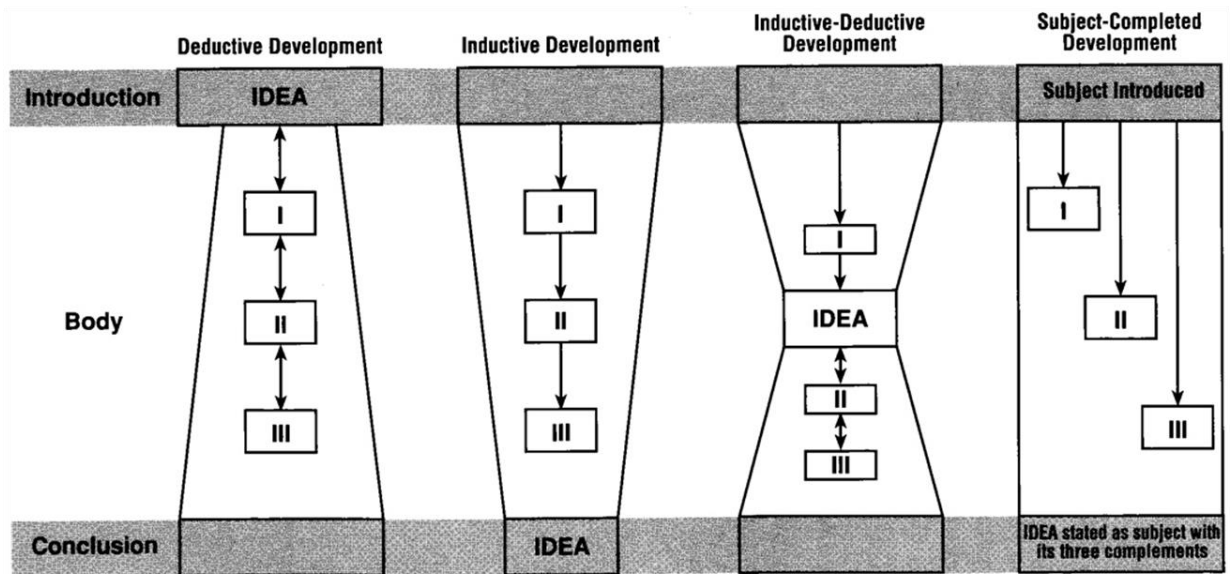 Deductive Development
Inductive Development
Inductive-Deductive
Development
Subject-Completed
Development
Introduction
IDEA
Subject Introduced
I
I
I
I
Body
II
II
IDEA
II
II
III
III
III
III
Conclusion
IDEA
IDEA stated as subject with
its three complements